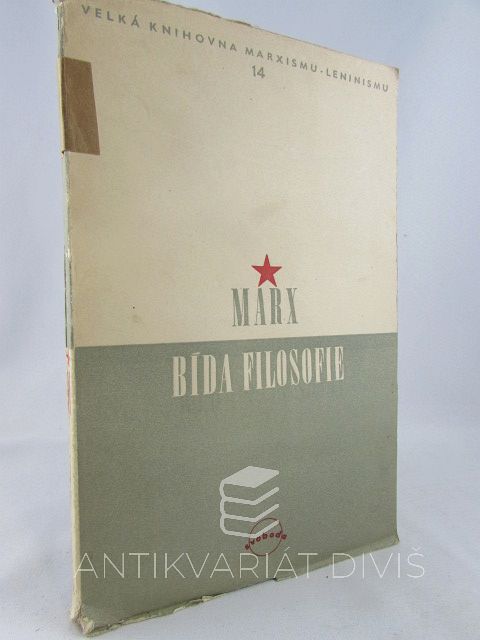 VELKÁ KNIHOVNA MARXISMU-LENINISMU
14
MARX
BÍDA FILOSOFIE
svoboda
ANTIKVARIÁT DIVIŠ